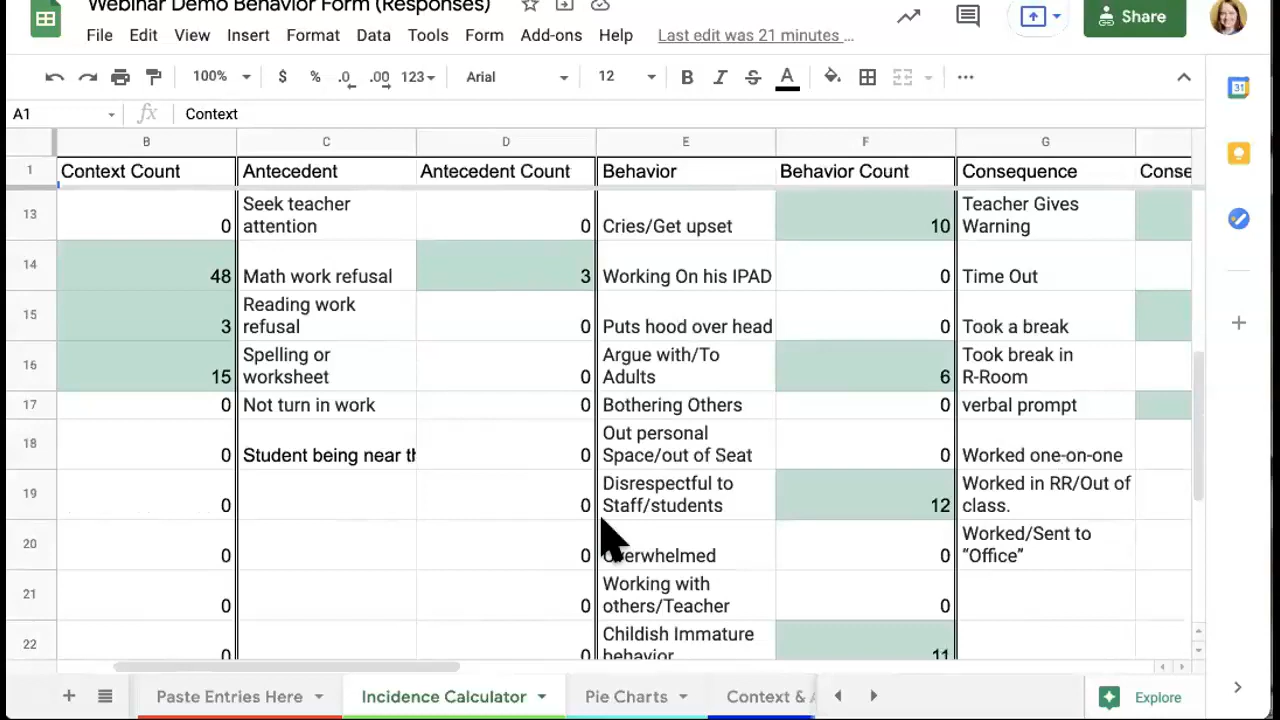 Webinar Demo Behavior Form (Responses)
File Edit View Insert Format Data Tools Form Add-ons Help Last edit was 21 minutes ...
Share
100% $ % .0 .00 123 Arial 12 B I S A ...
31
A1 fx Context
B C D E F G
1 Context Count Antecedent Antecedent Count Behavior Behavior Count Consequence Conse
13 0 Seek teacher attention 0 Cries/Get upset 10 Teacher Gives Warning
14 48 Math work refusal 3 Working On his IPAD 0 Time Out
15 3 Reading work refusal 0 Puts hood over head 0 Took a break
16 15 Spelling or worksheet 0 Argue with/To Adults 6 Took break in R-Room
17 0 Not turn in work 0 Bothering Others 0 verbal prompt
18 0 Student being near th 0 Out personal Space/out of Seat 0 Worked one-on-one
19 0 0 Disrespectful to Staff/students 12 Worked in RR/Out of class.
20 0 0 Overwhelmed 0 Worked/Sent to “Office”
21 0 0 Working with others/Teacher 0
22 0 0 Childish Immature behavior 11
Paste Entries Here Incidence Calculator Pie Charts Context & Explore